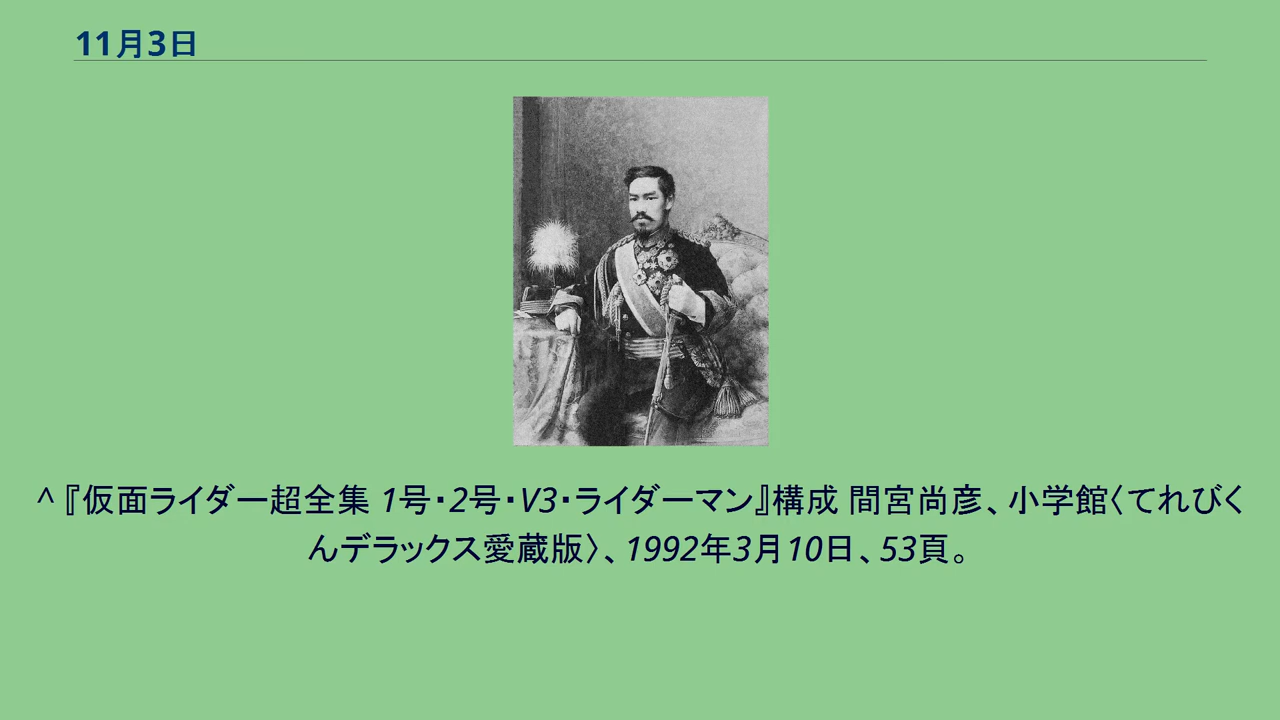 11月3日
^『仮面ライダー超全集 1号・2号・V3・ライダーマン』構成 間宮尚彦、小学館〈てれびく
んデラックス愛蔵版〉、1992年3月10日、53頁。